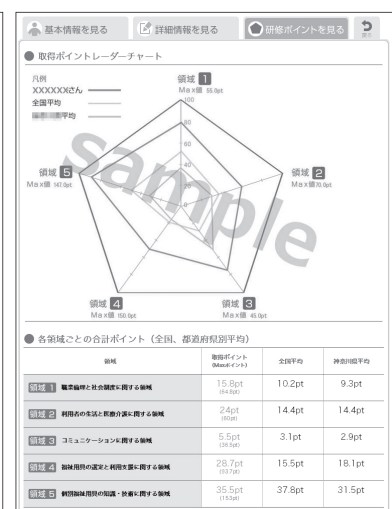 基本情報を見る
詳細情報を見る
研修ポイントを見る
戻る
● 取得ポイントレーダーチャート
凡例
XXXXXXさん
全国平均
平均
領域 1
Max値 55.0pt
100
80
60
40
20
0
領域 2
Max値70.0pt
領域 3
Max値 45.0pt
領域 4
Max値 150.0pt
領域 5
Max値 147.0pt
sample
● 各領域ごとの合計ポイント（全国、都道府県別平均）
領域 取得ポイント (Maxポイント) 全国平均 神奈川県平均
領域 1 職業倫理と社会制度に関する領域 15.8pt 10.2pt 9.3pt
領域 2 利用者の生活と医療介護に関する領域 24pt (60pt) 14.4pt 14.4pt
領域 3 コミュニケーションに関する領域 5.5pt 3.1pt 2.9pt
領域 4 福祉用具の選定と利用支援に関する領域 28.7pt 15.5pt 18.1pt
領域 5 個別福祉用具の知識・技術に関する領域 35.5pt 37.8pt 31.5pt